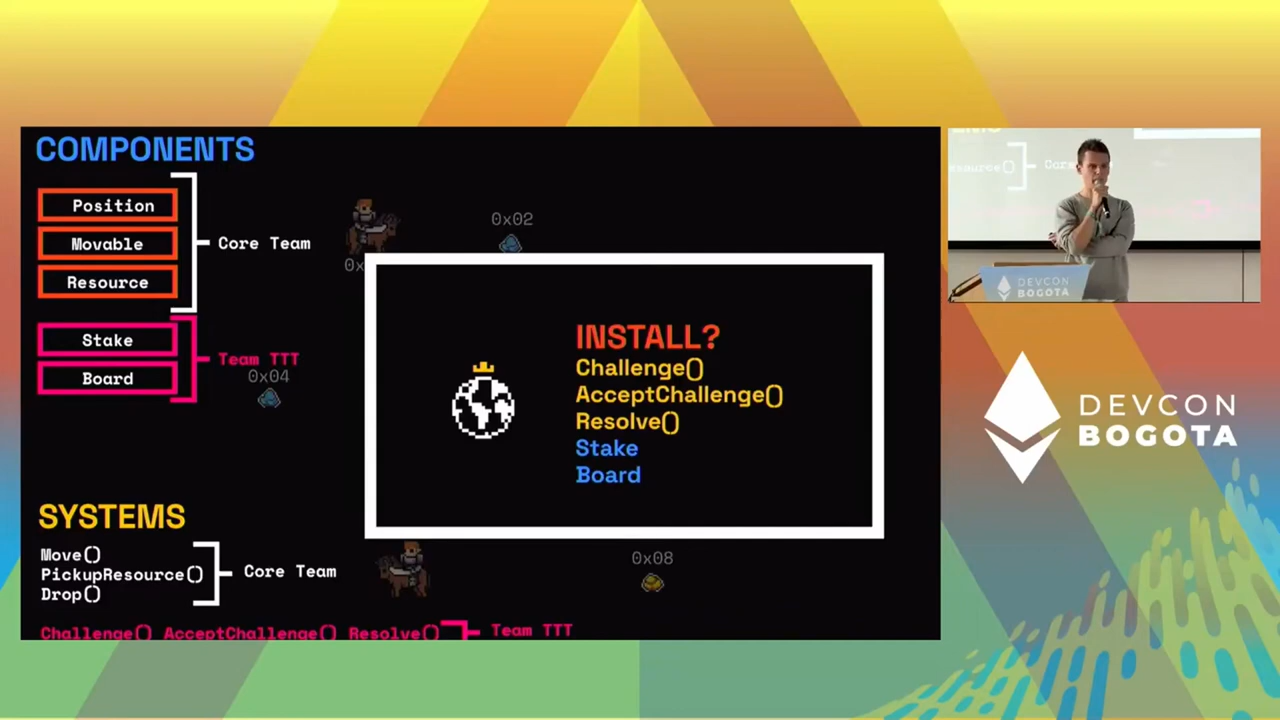 COMPONENTS
Position
Movable
Resource
Core Team
Stake
Board
Team TTT
0x02
0x
0x04
INSTALL?
Challenge()
AcceptChallenge()
Resolve()
Stake
Board
SYSTEMS
Move()
PickupResource()
Drop()
Core Team
0x08
Challenge() AcceptChallenge() Resolve()
Team TTT
DEVCON
BOGOTA
DEVCON
BOGOTA